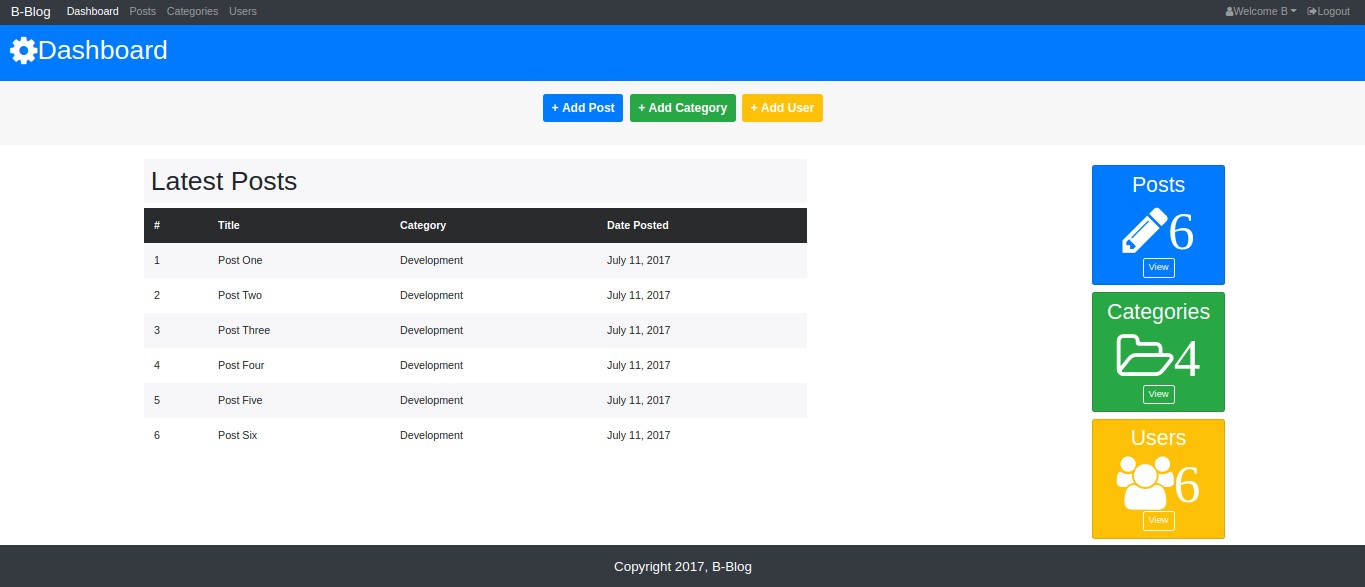 B-Blog Dashboard Posts Categories Users Welcome B Logout
Dashboard
+ Add Post + Add Category + Add User
Latest Posts
# Title Category Date Posted
1 Post One Development July 11, 2017
2 Post Two Development July 11, 2017
3 Post Three Development July 11, 2017
4 Post Four Development July 11, 2017
5 Post Five Development July 11, 2017
6 Post Six Development July 11, 2017
Posts
6
View
Categories
4
View
Users
6
View
Copyright 2017, B-Blog